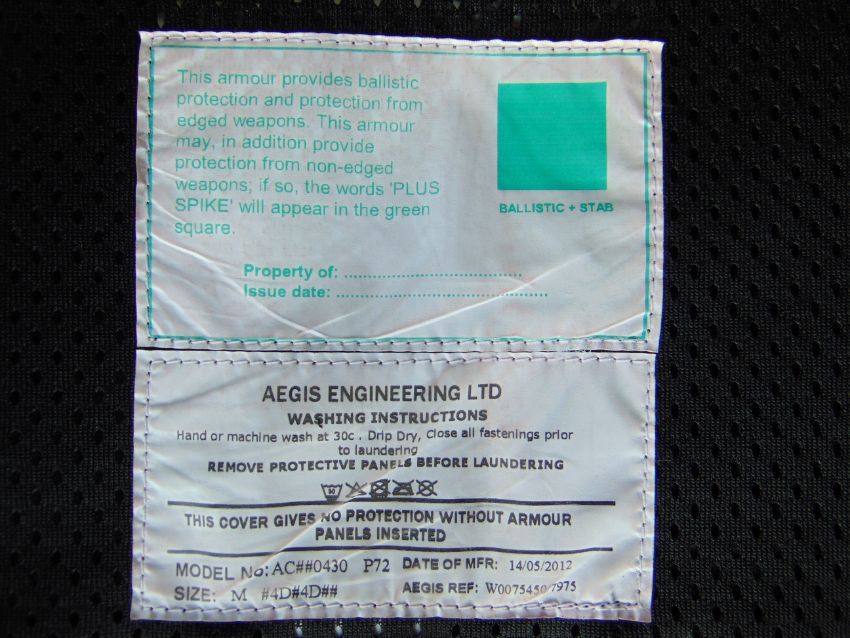 This armour provides ballistic
protection and protection from
edged weapons. This armour
may, in addition provide
protection from non-edged
weapons; if so, the words 'PLUS
SPIKE' will appear in the green
square.
BALLISTIC + STAB
Property of: ........................................
Issue date: ...............................................
AEGIS ENGINEERING LTD
WASHING INSTRUCTIONS
Hand or machine wash at 30c . Drip Dry, Close all fastenings prior
to laundering
REMOVE PROTECTIVE PANELS BEFORE LAUNDERING
30
THIS COVER GIVES NO PROTECTION WITHOUT ARMOUR
PANELS INSERTED
MODEL No: AC##0430 P72 DATE OF MFR: 14/05/2012
SIZE: M #4D#4D## AEGIS REF: W0075450/7975